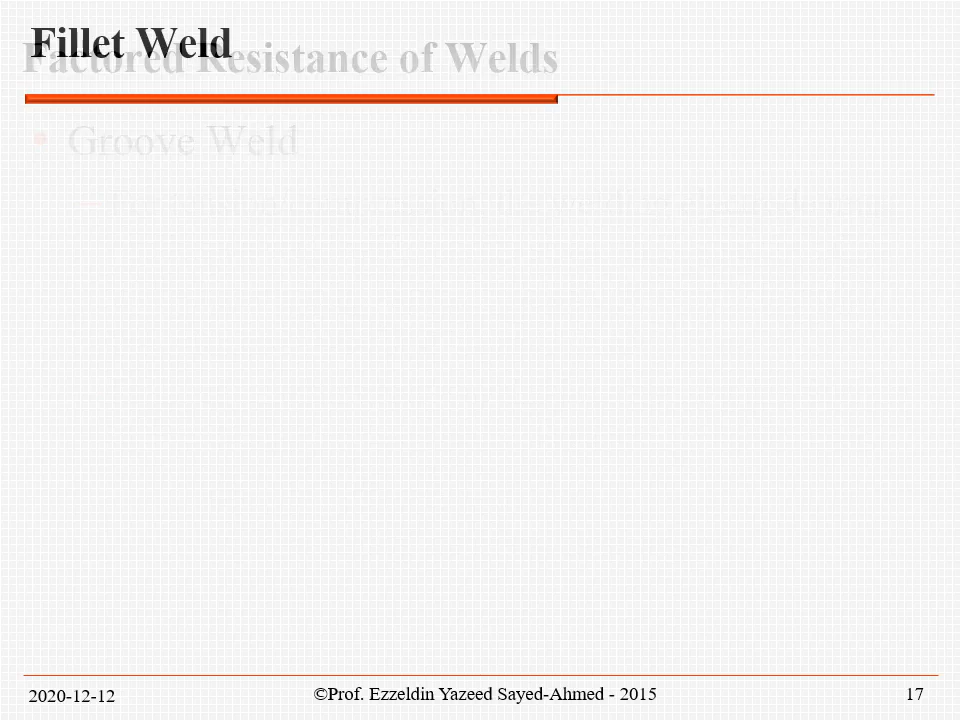 Fillet Weld
Factored Resistance of Welds
• Groove Weld
2020-12-12
©Prof. Ezzeldin Yazeed Sayed-Ahmed - 2015
17